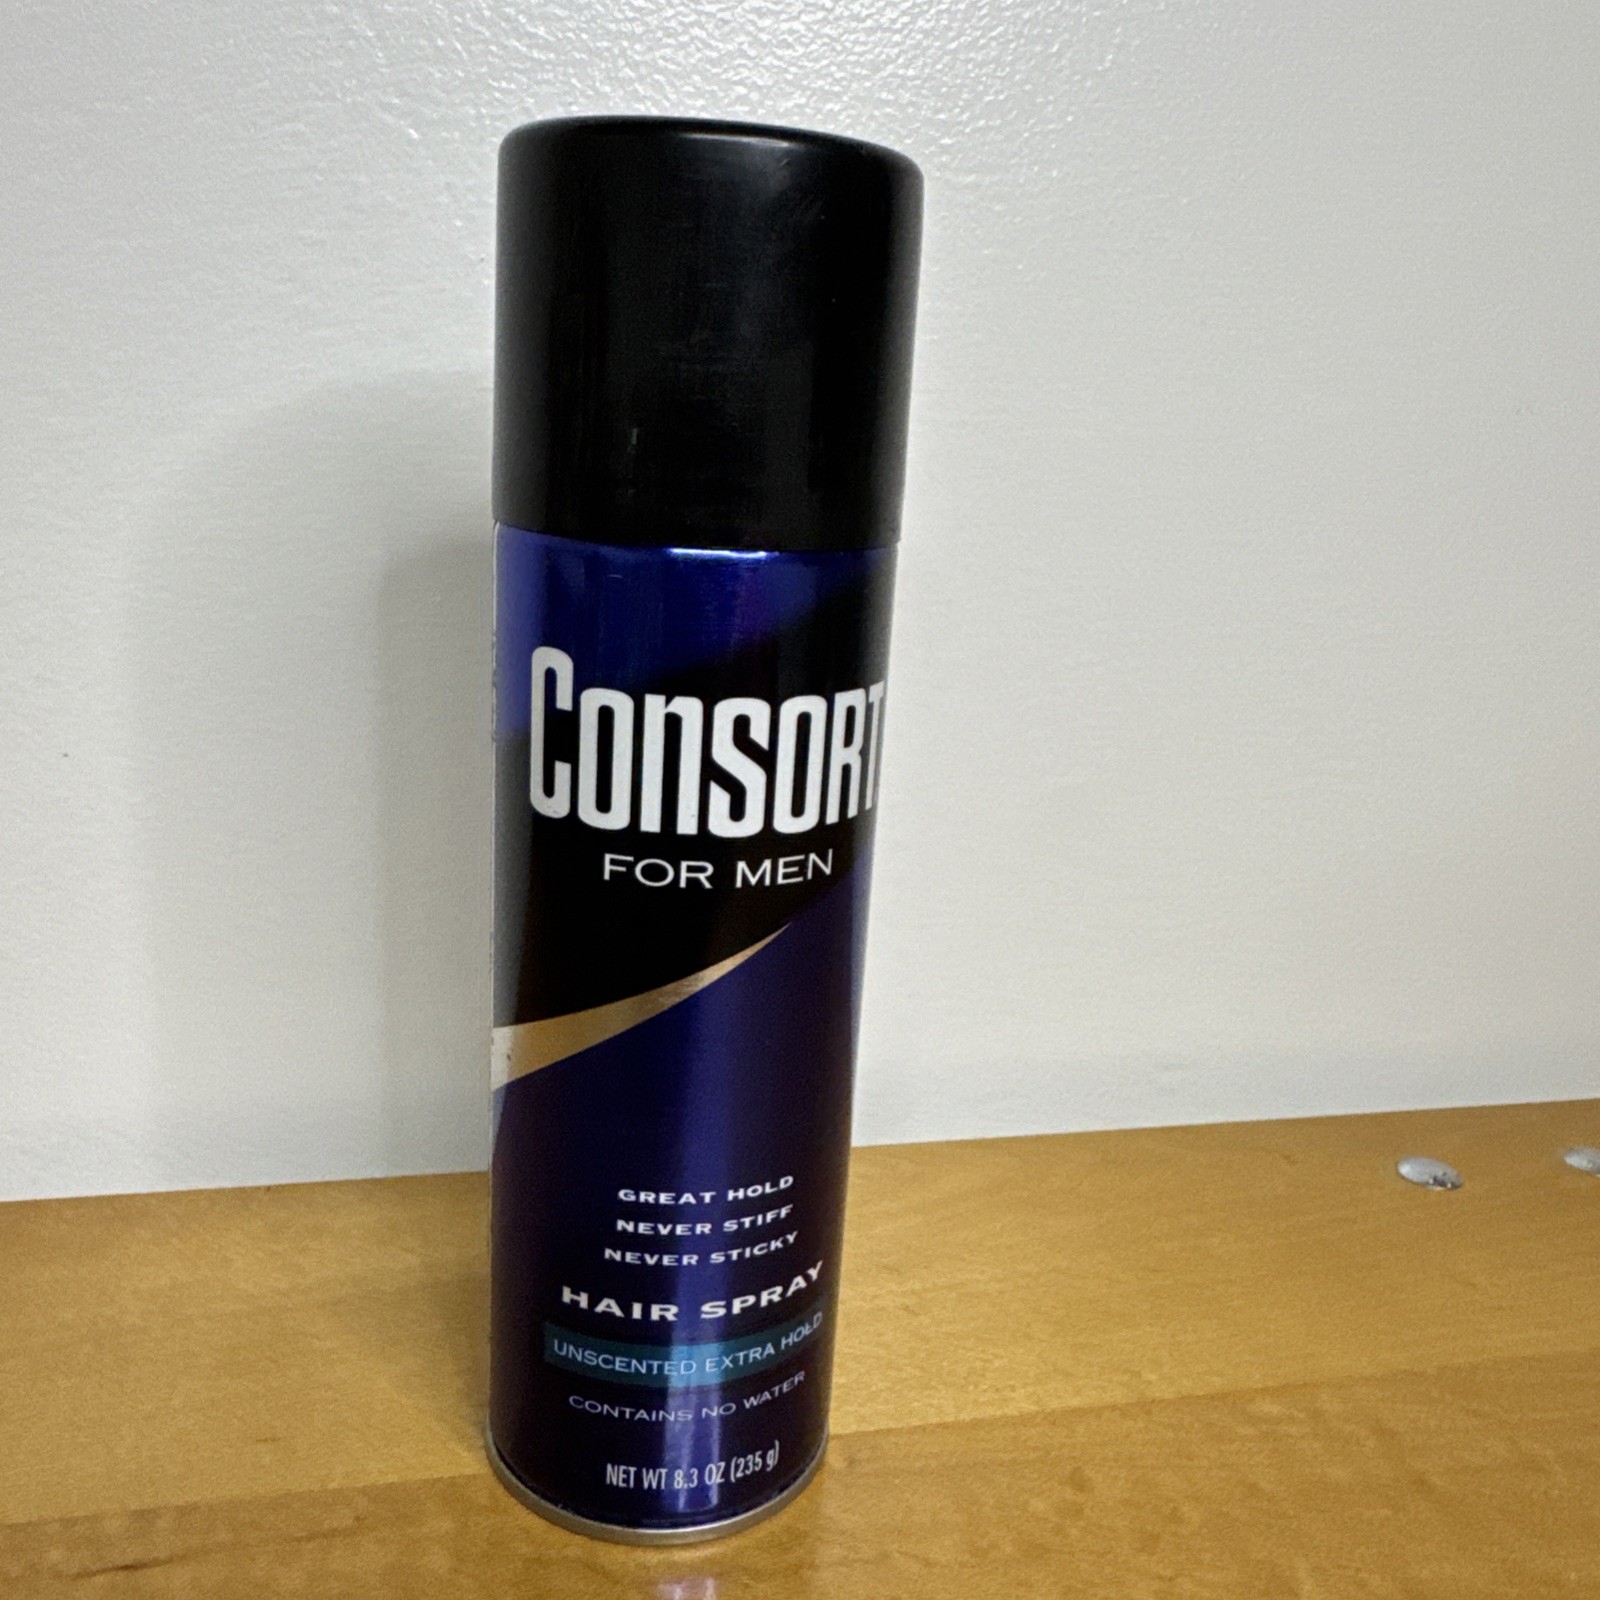 Consort
FOR MEN
GREAT HOLD
NEVER STIFF
NEVER STICKY
HAIR SPRAY
UNSCENTED EXTRA HOLD
CONTAINS NO WATER
NET WT 8.3 OZ (235 g)